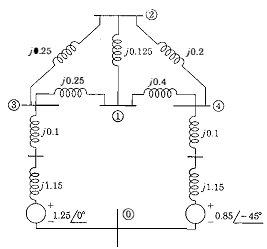 ②
j0.125
j0.25
j0.2
j0.25
j0.4
③
①
④
j0.1
j0.1
j1.15
j1.15
+
1.25/0°
-
⓪
+
0.85/-45°
-